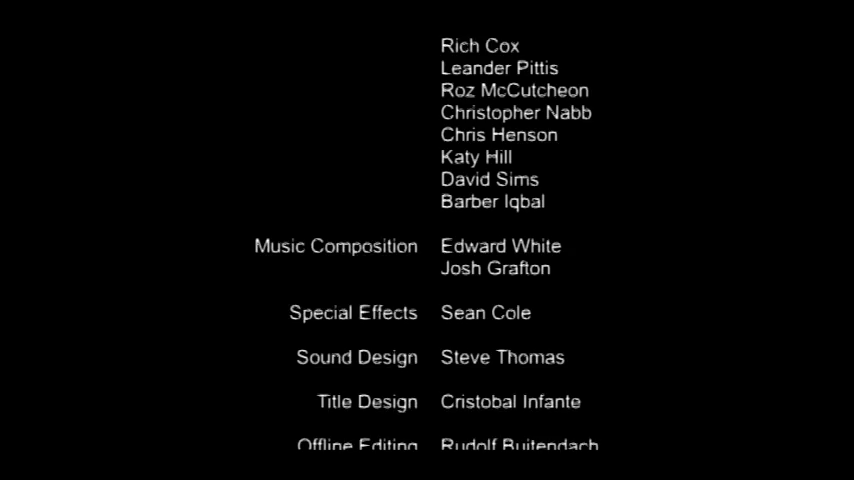 Rich Cox
Leander Pittis
Roz McCutcheon
Christopher Nabb
Chris Henson
Katy Hill
David Sims
Barber Iqbal
Music Composition Edward White
Josh Grafton
Special Effects Sean Cole
Sound Design Steve Thomas
Title Design Cristobal Infante
Offline Editing Rudolf Buitendach